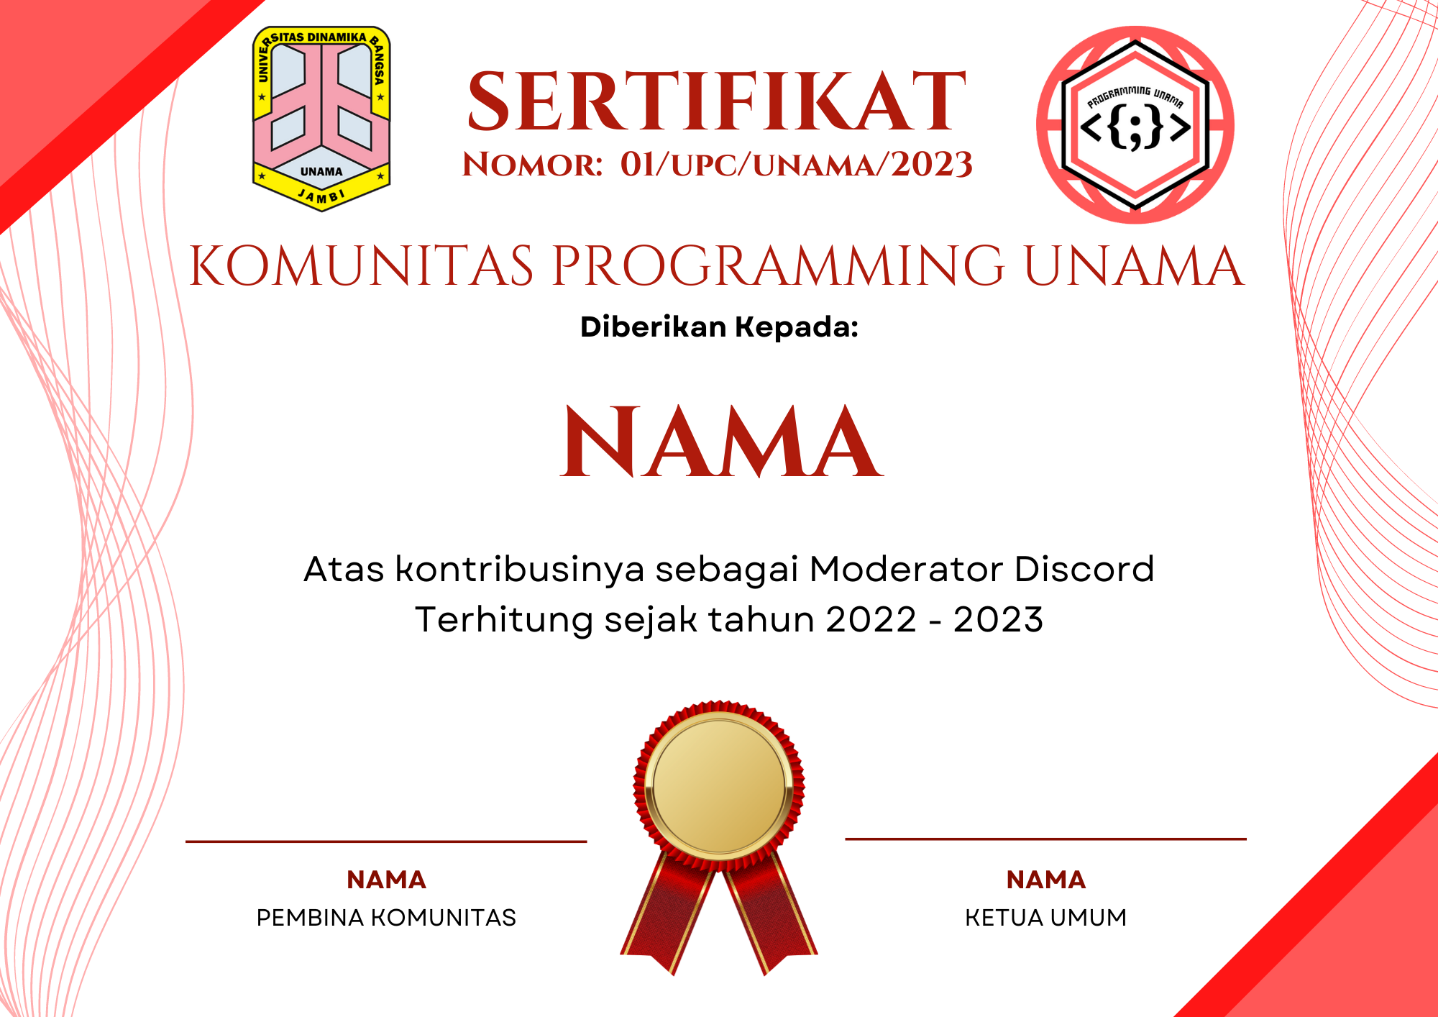 UNIVERSITAS DINAMIKA BANGSA
UNAMA
JAMBI
SERTIFIKAT
NOMOR: 01/UPC/UNAMA/2023
PROGRAMMING UNAMA
<{;}>
KOMUNITAS PROGRAMMING UNAMA
Diberikan Kepada:
NAMA
Atas kontribusinya sebagai Moderator Discord
Terhitung sejak tahun 2022 - 2023
NAMA
PEMBINA KOMUNITAS
NAMA
KETUA UMUM